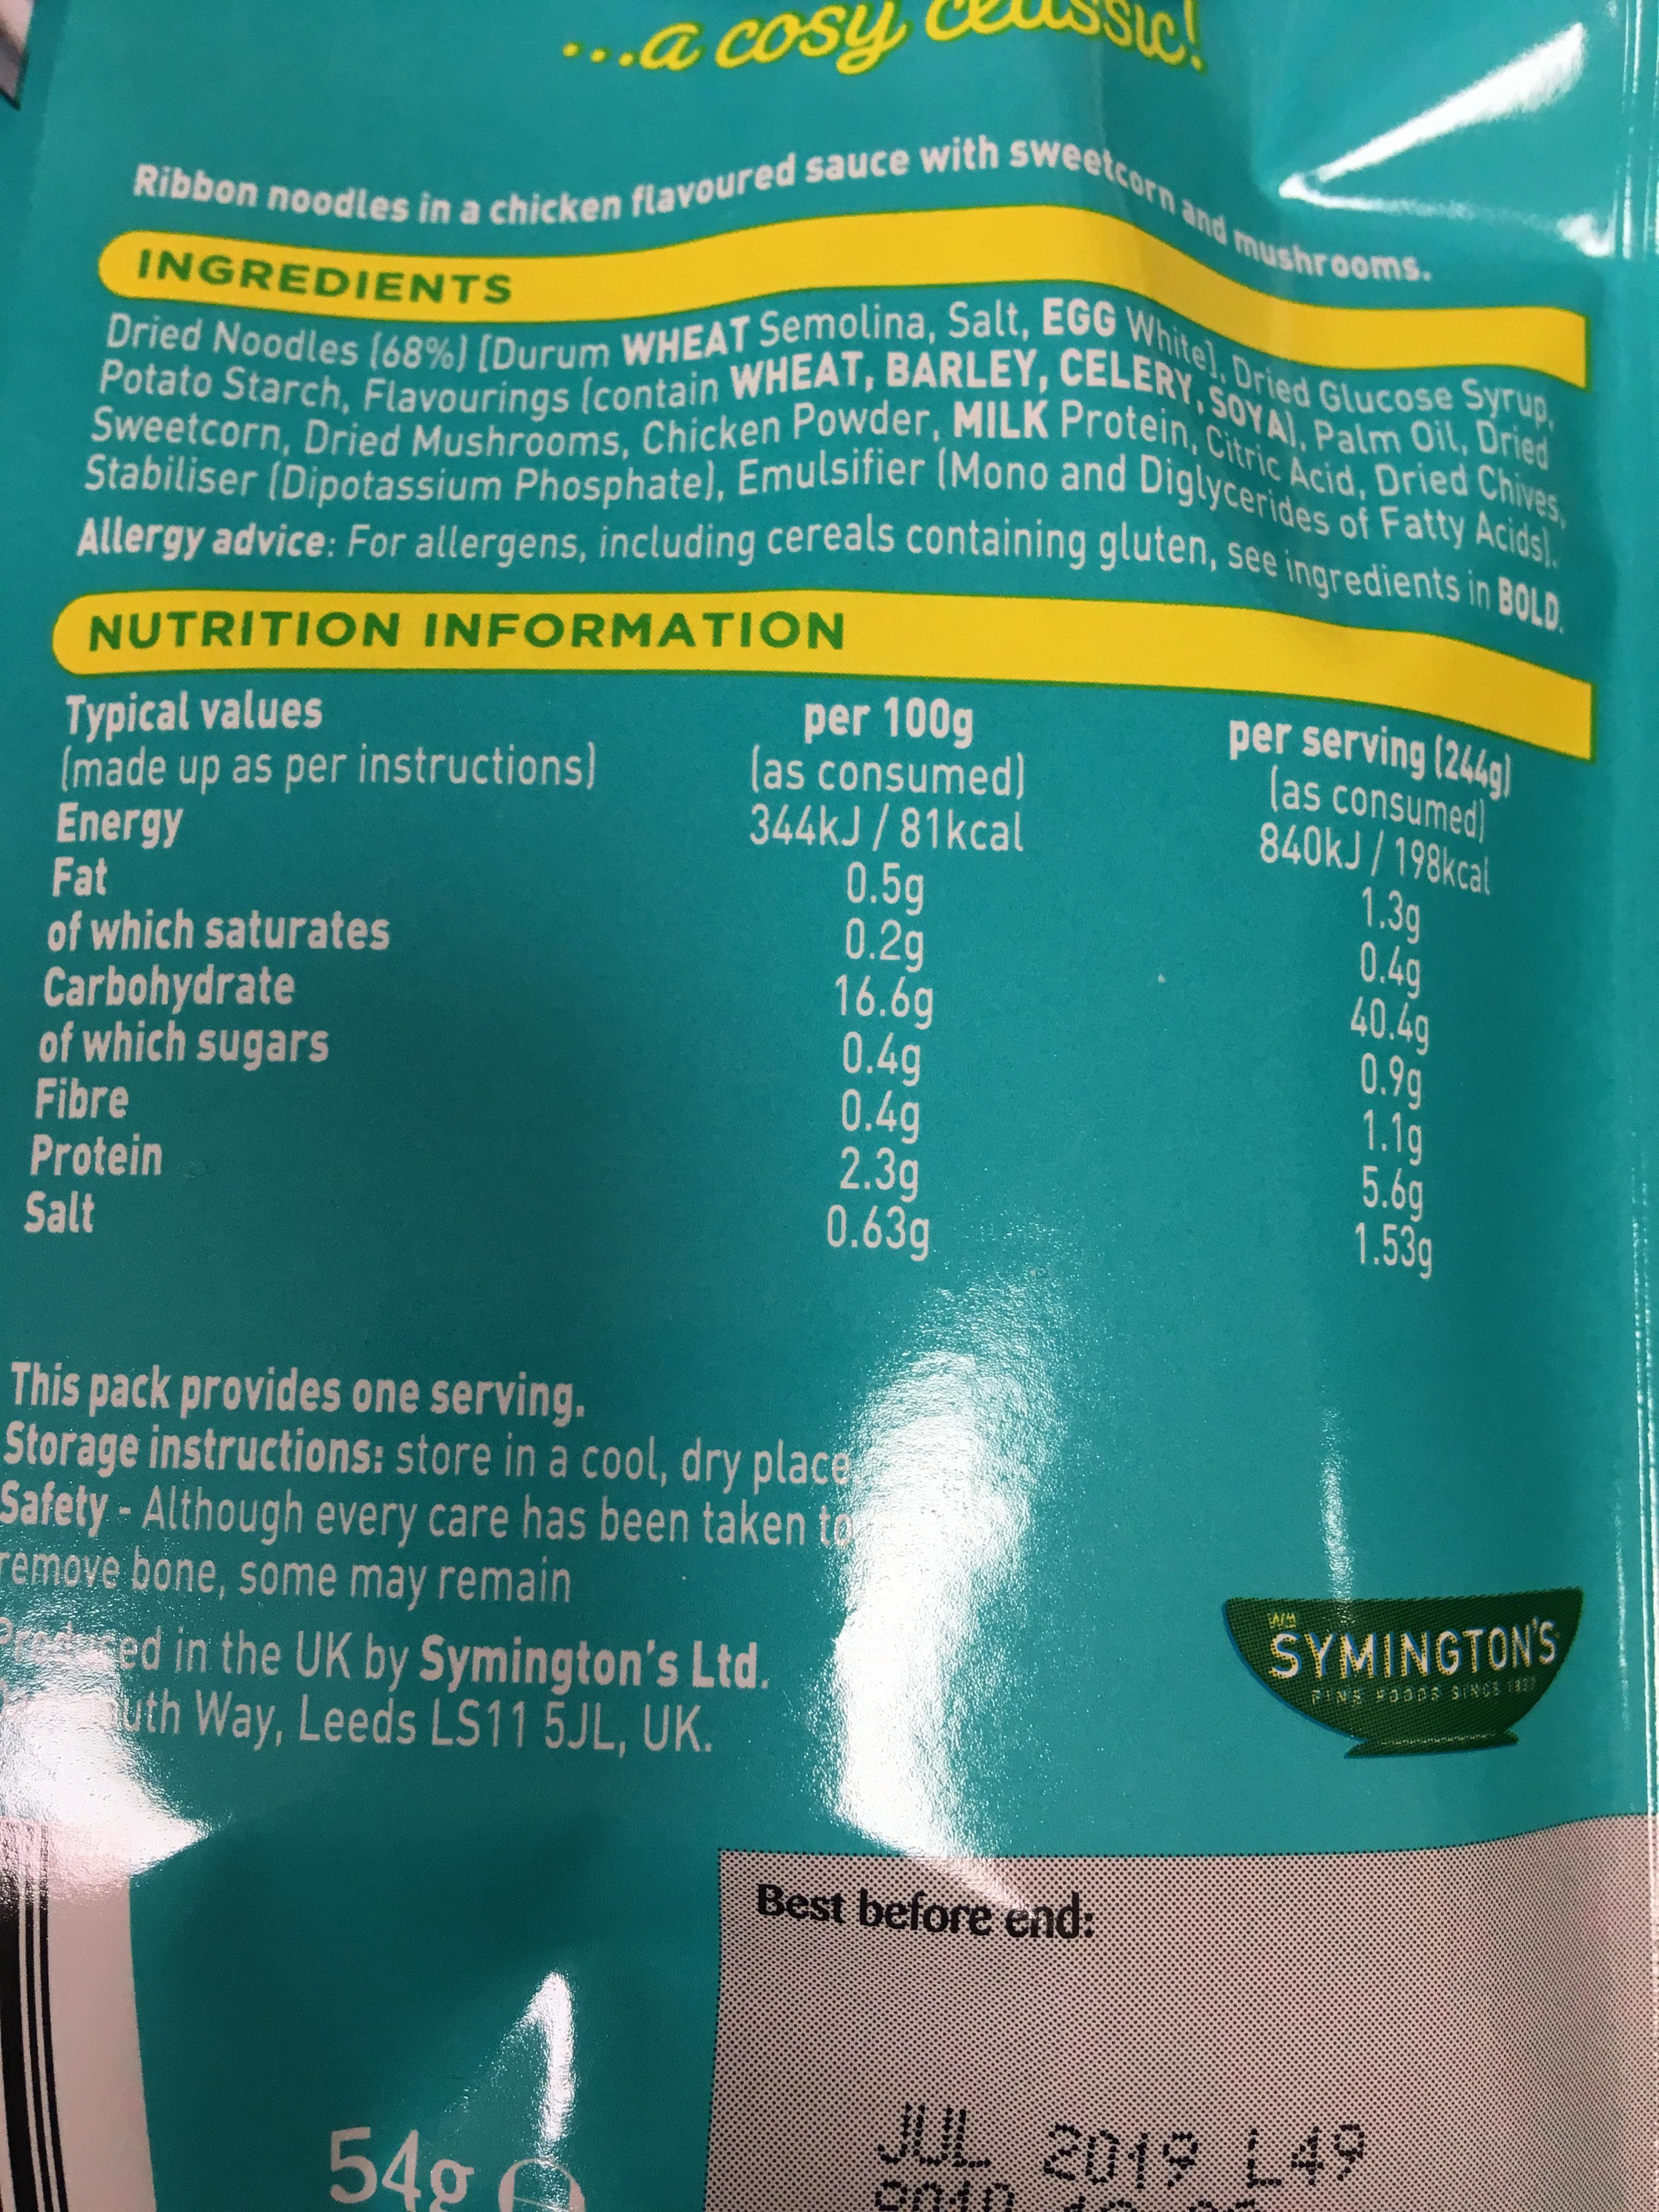 ...a cosy classic!
Ribbon noodles in a chicken flavoured sauce with sweetcorn and mushrooms.
INGREDIENTS
Dried Noodles (68%) [Durum WHEAT Semolina, Salt, EGG White], Dried Glucose Syrup,
Potato Starch, Flavourings (contain WHEAT, BARLEY, CELERY, SOYA), Palm Oil, Dried
Sweetcorn, Dried Mushrooms, Chicken Powder, MILK Protein, Citric Acid, Dried Chives,
Stabiliser (Dipotassium Phosphate), Emulsifier (Mono and Diglycerides of Fatty Acids).
Allergy advice: For allergens, including cereals containing gluten, see ingredients in BOLD.
NUTRITION INFORMATION
Typical values per 100g per serving (244g)
(made up as per instructions) (as consumed) (as consumed)
Energy 344kJ / 81kcal 840kJ / 198kcal
Fat 0.5g 1.3g
of which saturates 0.2g 0.4g
Carbohydrate 16.6g 40.4g
of which sugars 0.4g 0.9g
Fibre 0.4g 1.1g
Protein 2.3g 5.6g
Salt 0.63g 1.53g
This pack provides one serving.
Storage instructions: store in a cool, dry place
Safety - Although every care has been taken to
remove bone, some may remain
in the UK by Symington's Ltd.
Way, Leeds LS11 5JL, UK.
WM
SYMINGTON'S
FINE FOODS SINCE 1827
Best before end:
JUL 2019 L49
54g e